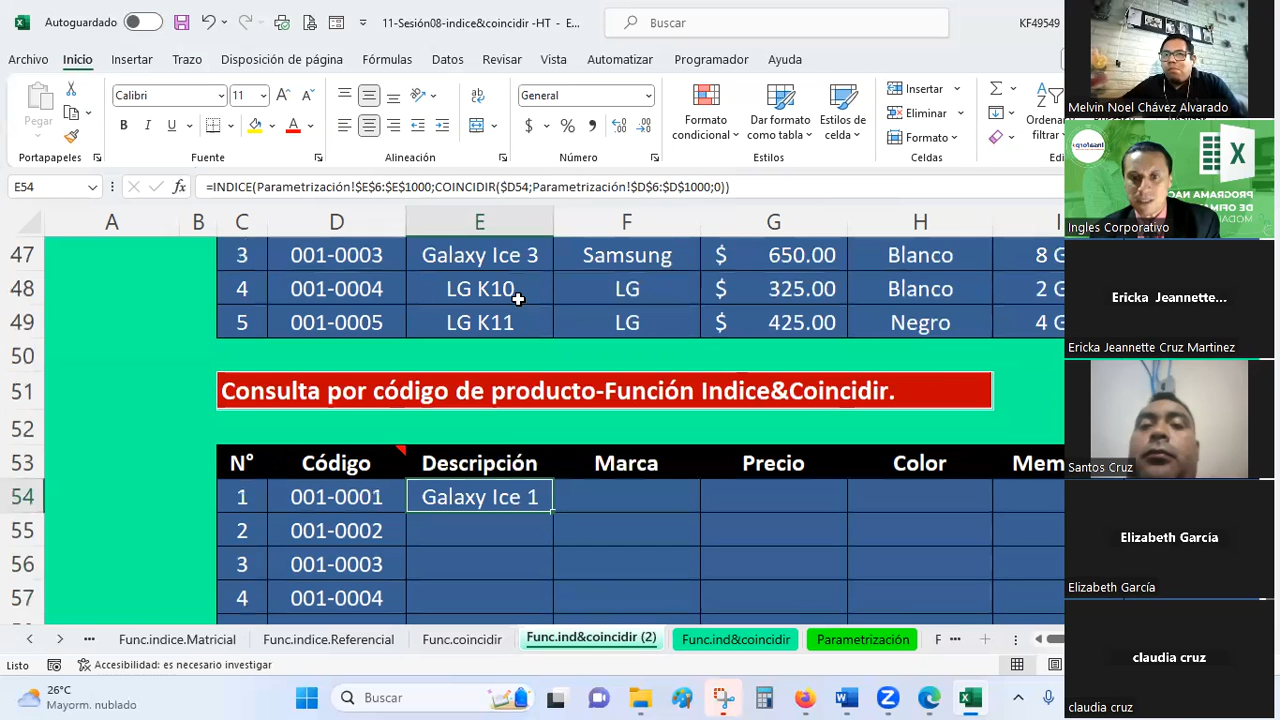 Autoguardado
11-Sesión08-indice&coincidir -HT - E...
Buscar
KF49549
Archivo Inicio Insertar Trazo Disposición de página Fórmulas Datos Revisar Vista Automatizar Programador Ayuda
Pegar
Calibri 11
General
N K S
Formato condicional
Dar formato como tabla
Estilos de celda
Insertar
Eliminar
Formato
Ordenar
filtrar
Portapapeles Fuente Alineación Número Estilos Celdas
E54 =INDICE(Parametrización!$E$6:$E$1000;COINCIDIR($D54;Parametrización!$D$6:$D$1000;0))
A B C D E F G H I
47 3 001-0003 Galaxy Ice 3 Samsung $ 650.00 Blanco 8 G
48 4 001-0004 LG K10 LG $ 325.00 Blanco 2 G
49 5 001-0005 LG K11 LG $ 425.00 Negro 4 G
50
51 Consulta por código de producto-Función Indice&Coincidir.
52
53 N° Código Descripción Marca Precio Color Mem
54 1 001-0001 Galaxy Ice 1
55 2 001-0002
56 3 001-0003
57 4 001-0004
Func.indice.Matricial Func.indice.Referencial Func.coincidir Func.ind&coincidir (2) Func.ind&coincidir Parametrización F
Listo Accesibilidad: es necesario investigar
26°C
Mayorm. nublado
Buscar
Melvin Noel Chávez Alvarado
Ingles Corporativo
Ericka Jeannette...
Ericka Jeannette Cruz Martinez
Santos Cruz
Elizabeth García
Elizabeth García
claudia cruz
claudia cruz